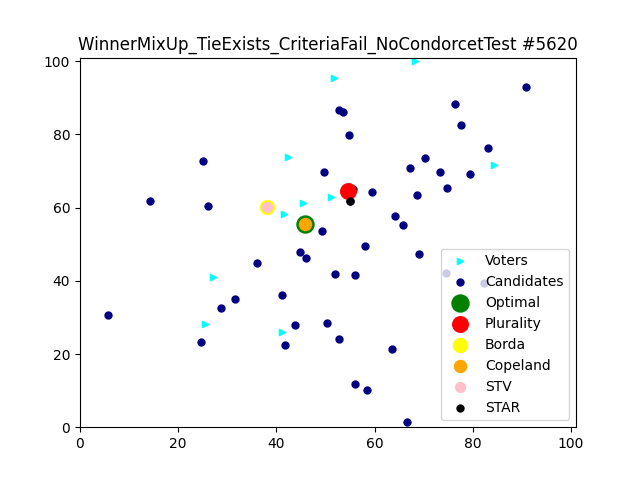 WinnerMixUp_TieExists_CriteriaFail_NoCondorcetTest #5620
100
80
60
40
20
0
0 20 40 60 80 100
Voters
Candidates
Optimal
Plurality
Borda
Copeland
STV
STAR